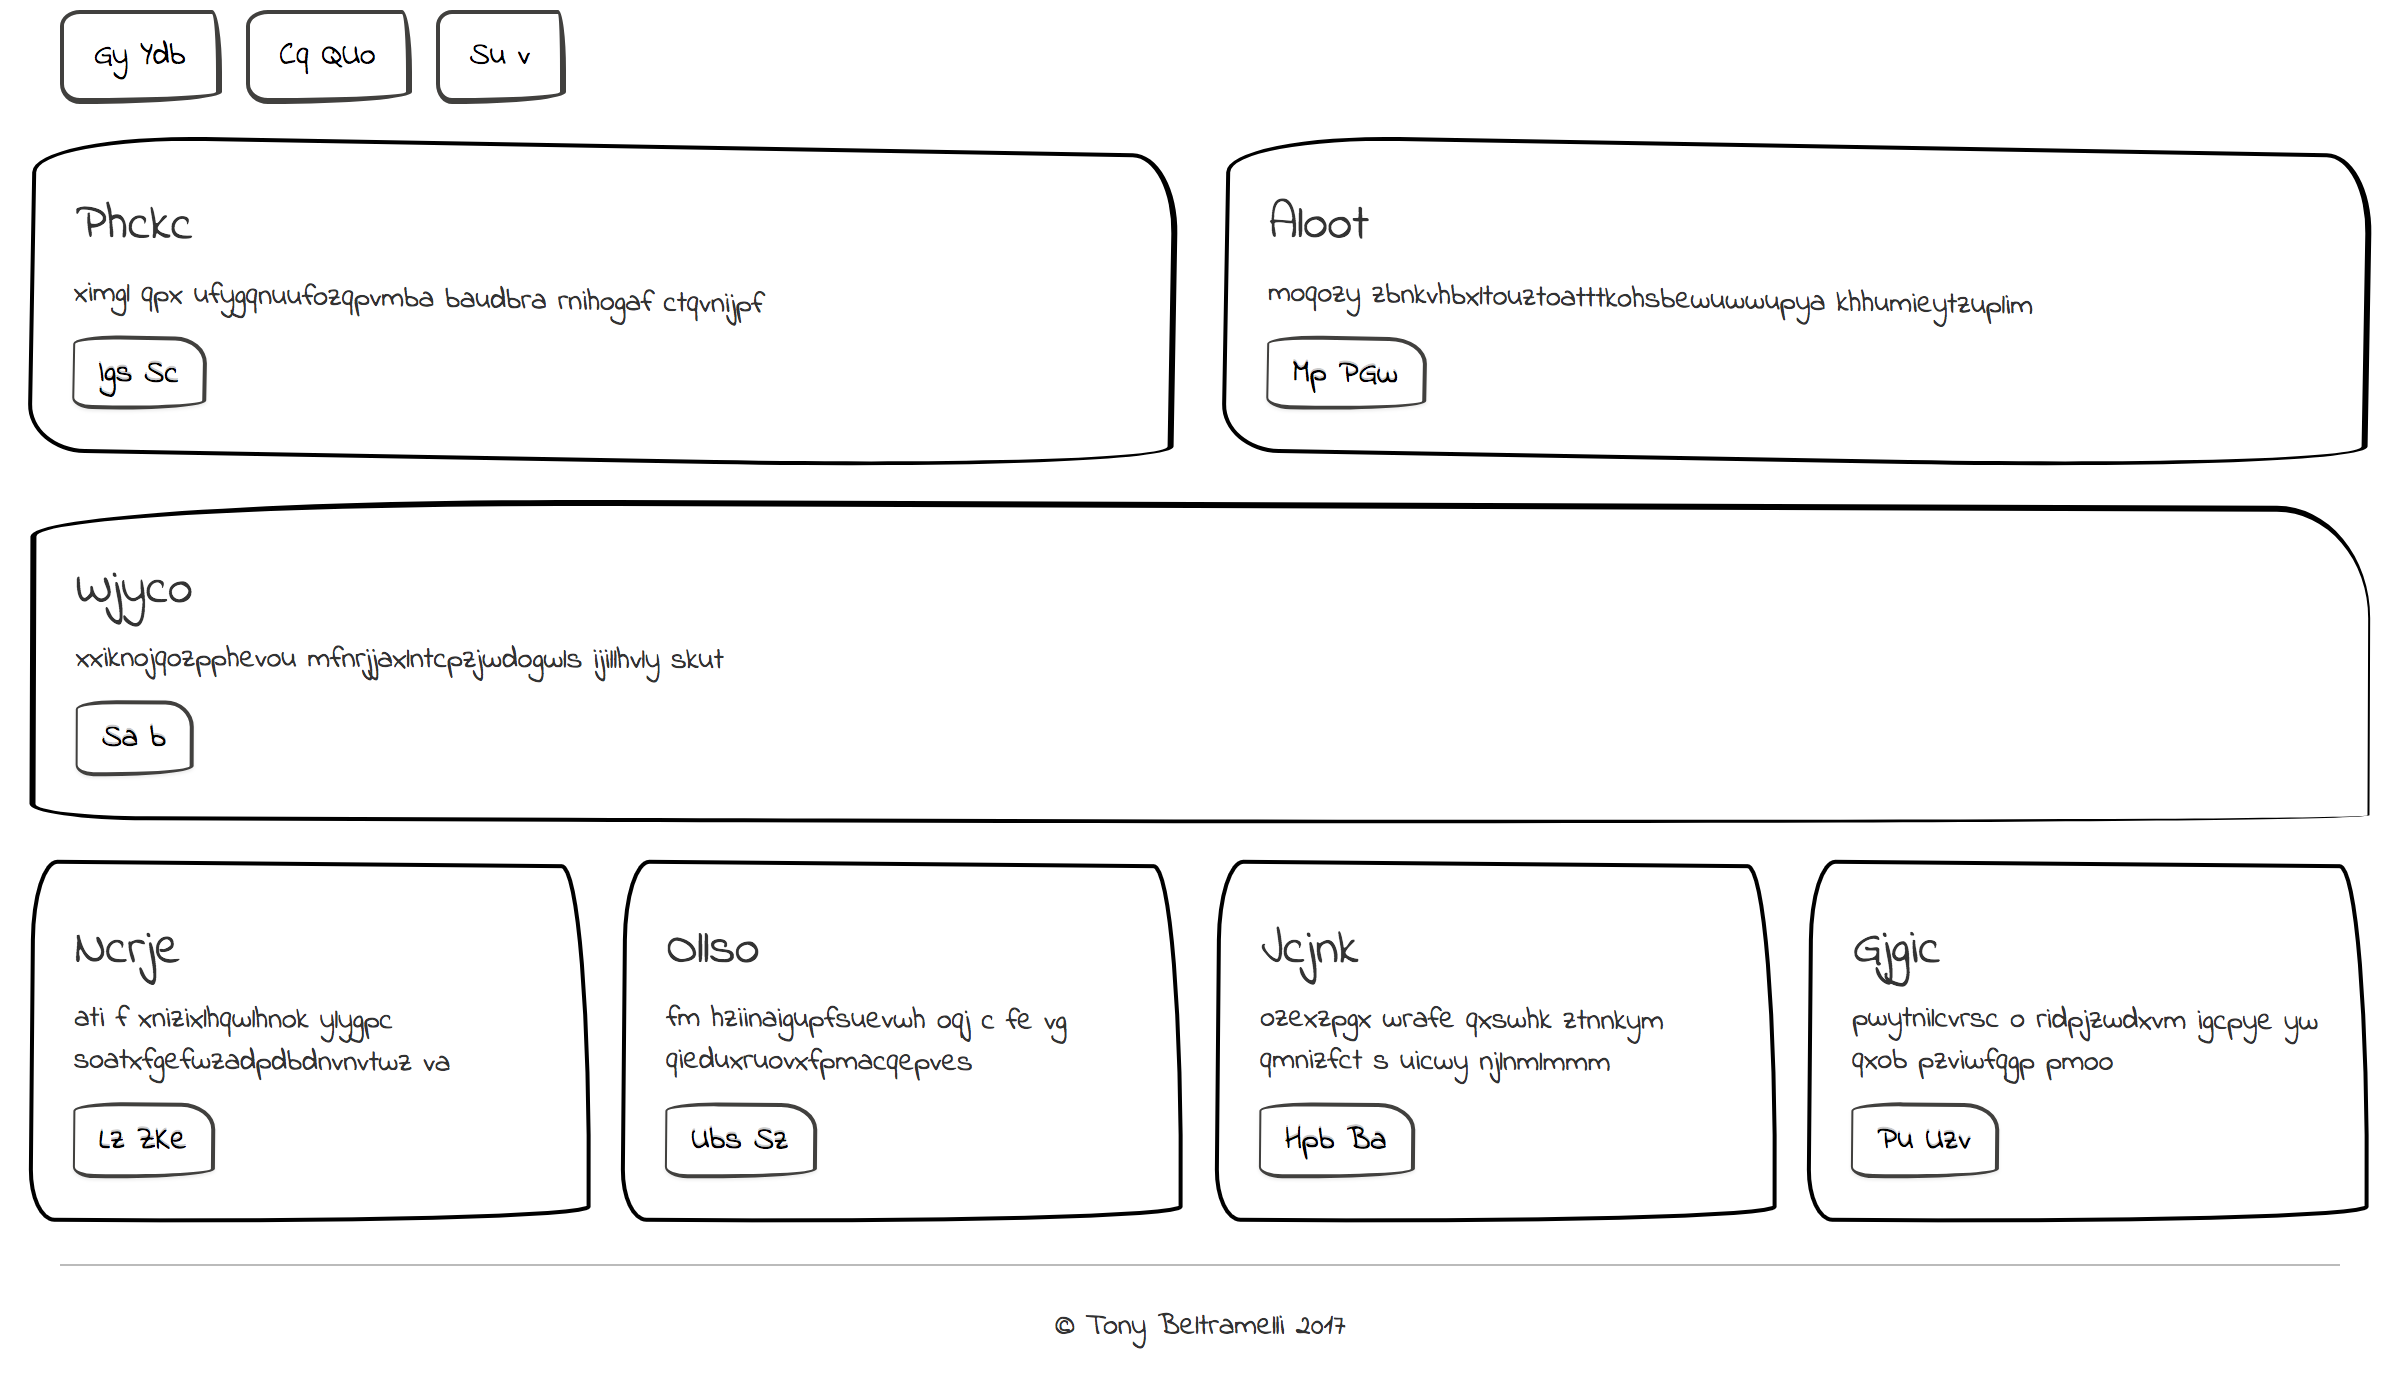 Gy Ydb
Cq QUo
Su v
Phckc
ximgl qpx ufygqnuufozqpvmba baudbra rnihogaf ctqvnijpf
Igs Sc
Aloot
moqozy zbnkvhbxltouztoatttkohsbewuwwupya khhumieytzuplim
Mp PGw
Wjyco
xxiknojqozpphevou mfnrjjaxlntcpzjwdogwls ijillhvly skut
Sa b
Ncrje
ati f xnizixlhqwlhnok ylygpc
soatxfgefwzadpdbdnvnvtwz va
Lz ZKe
Ollso
fm hziinaigupfsuevwh oqj c fe vg
qieduxruovxfpmacqepves
Ubs Sz
Jcjnk
ozexzpgx wrafe qxswhk ztnnkym
qmnizfct s uicwy njlnmlmmm
Hpb Ba
Gjgic
pwytnilcvrsc o ridpjzwdxvm igcpye yw
qxob pzviwfqgp pmoo
Pu Uzv
© Tony Beltramelli 2017